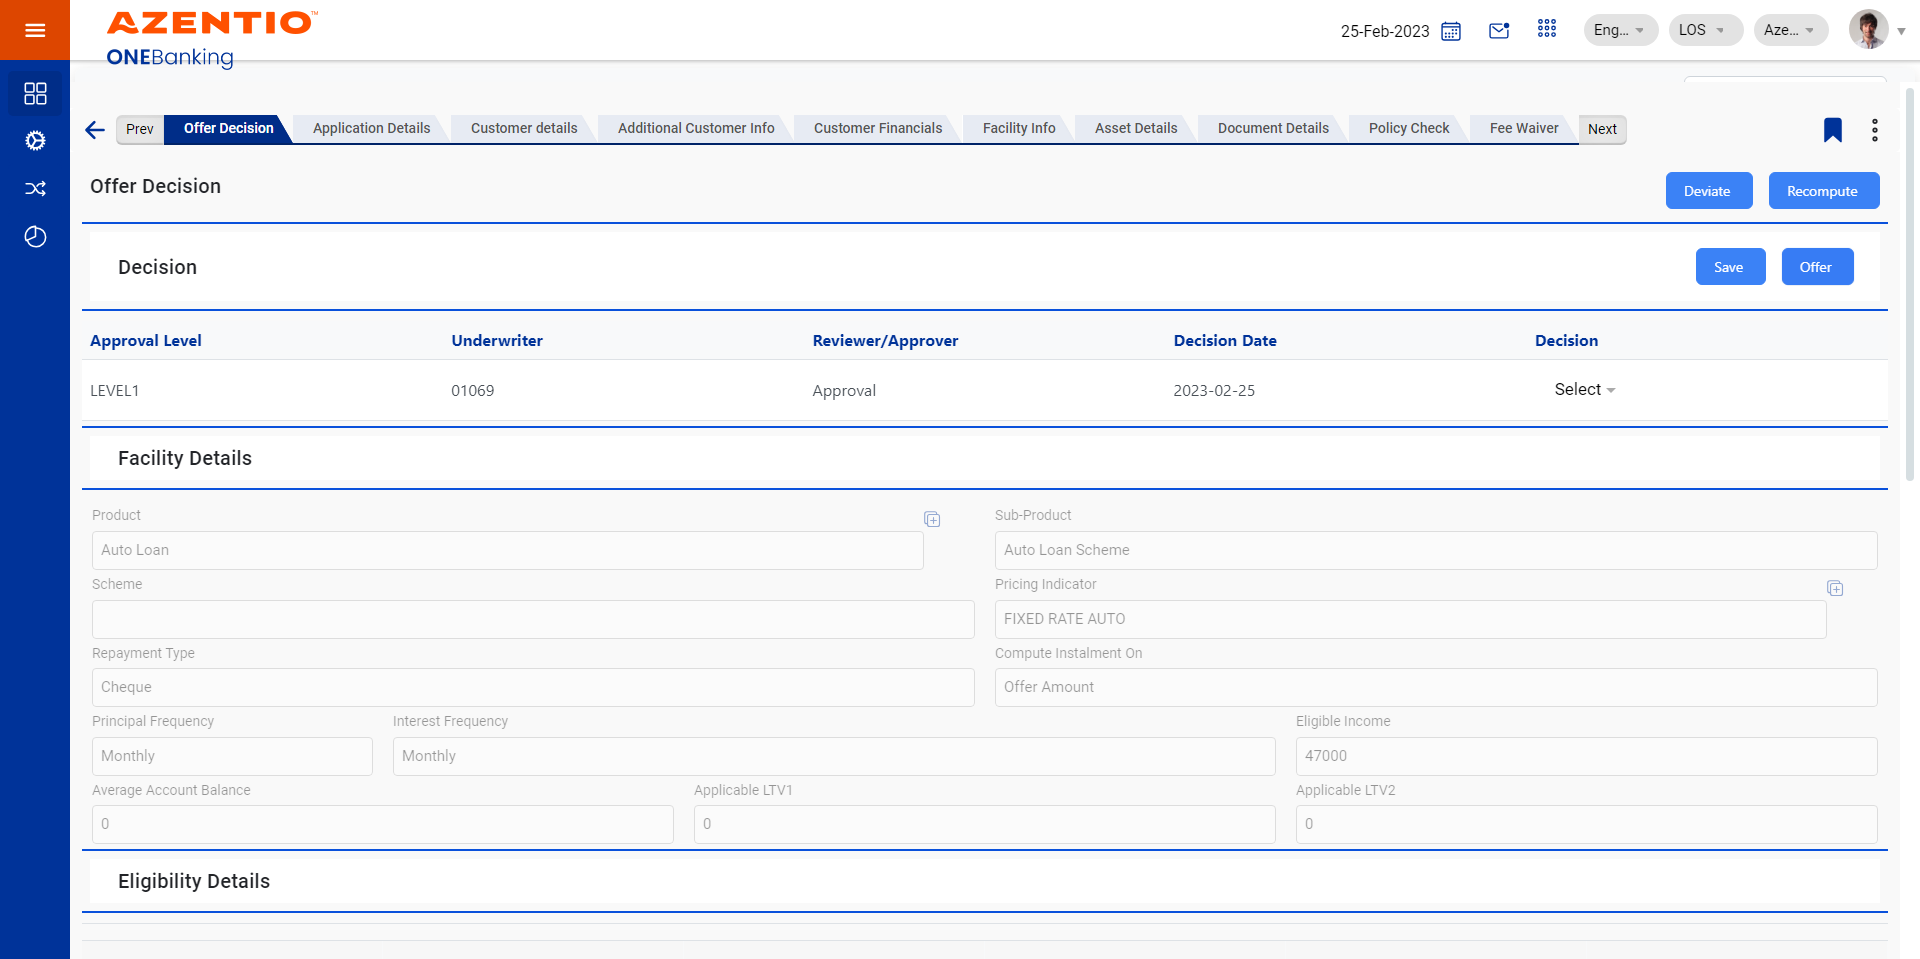 AZENTIO™
ONEBanking
25-Feb-2023
Eng...
LOS
Aze...
Prev
Offer Decision
Application Details
Customer details
Additional Customer Info
Customer Financials
Facility Info
Asset Details
Document Details
Policy Check
Fee Waiver
Next
Offer Decision
Deviate
Recompute
Decision
Save
Offer
Approval Level Underwriter Reviewer/Approver Decision Date Decision
LEVEL1 01069 Approval 2023-02-25 Select
Facility Details
Product
Sub-Product
Auto Loan
Auto Loan Scheme
Scheme
Pricing Indicator
FIXED RATE AUTO
Repayment Type
Compute Instalment On
Cheque
Offer Amount
Principal Frequency
Interest Frequency
Eligible Income
Monthly
Monthly
47000
Average Account Balance
Applicable LTV1
Applicable LTV2
0
0
0
Eligibility Details